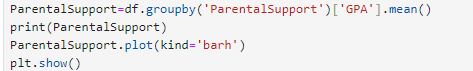 ParentalSupport=df.groupby('ParentalSupport')['GPA'].mean()
print(ParentalSupport)
ParentalSupport.plot(kind='barh')
plt.show()